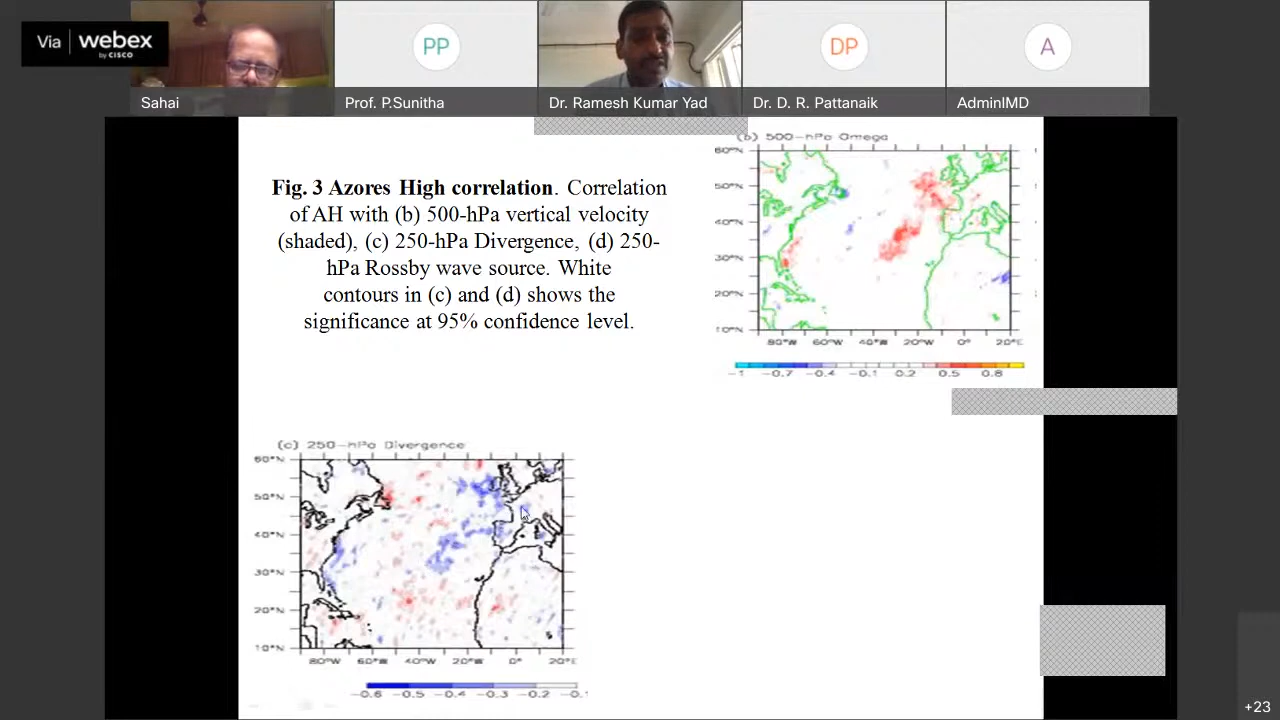 Via webex
by CISCO
Sahai
PP
Prof. P.Sunitha
Dr. Ramesh Kumar Yad
DP
Dr. D. R. Pattanaik
A
AdminIMD
Fig. 3 Azores High correlation. Correlation
of AH with (b) 500-hPa vertical velocity
(shaded), (c) 250-hPa Divergence, (d) 250-
hPa Rossby wave source. White
contours in (c) and (d) shows the
significance at 95% confidence level.
(b) 500-hPa Omega
60°N
50°N
40°N
30°N
20°N
10°N
80°W 60°W 40°W 20°W 0° 20°E
-1 -0.7 -0.4 -0.1 0.2 0.5 0.8
(c) 250-hPa Divergence
60°N
50°N
40°N
30°N
20°N
10°N
80°W 60°W 40°W 20°W 0° 20°E
-0.6 -0.5 -0.4 -0.3 -0.2 -0.1
+23